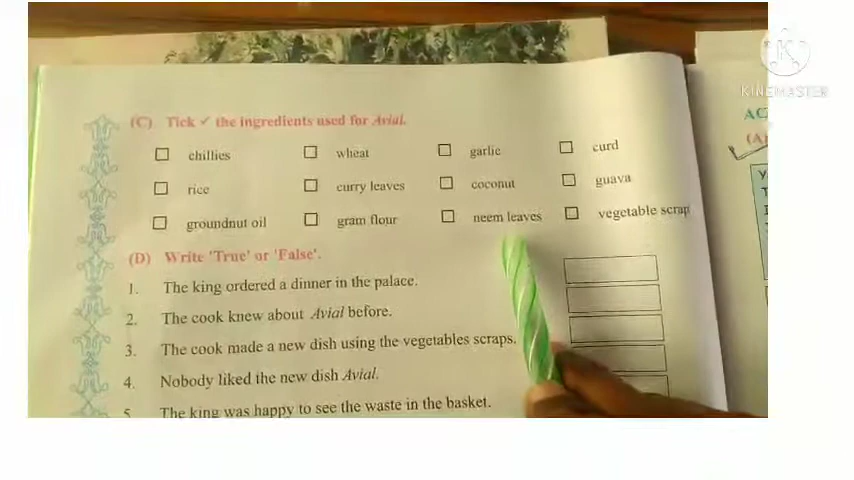 KINEMASTER
(C) Tick ✓ the ingredients used for Avial.
chillies wheat garlic curd
rice curry leaves coconut guava
groundnut oil gram flour neem leaves vegetable scrap
(D) Write 'True' or 'False'.
1. The king ordered a dinner in the palace.
2. The cook knew about Avial before.
3. The cook made a new dish using the vegetables scraps.
4. Nobody liked the new dish Avial.
5 The king was happy to see the waste in the basket.
(A)